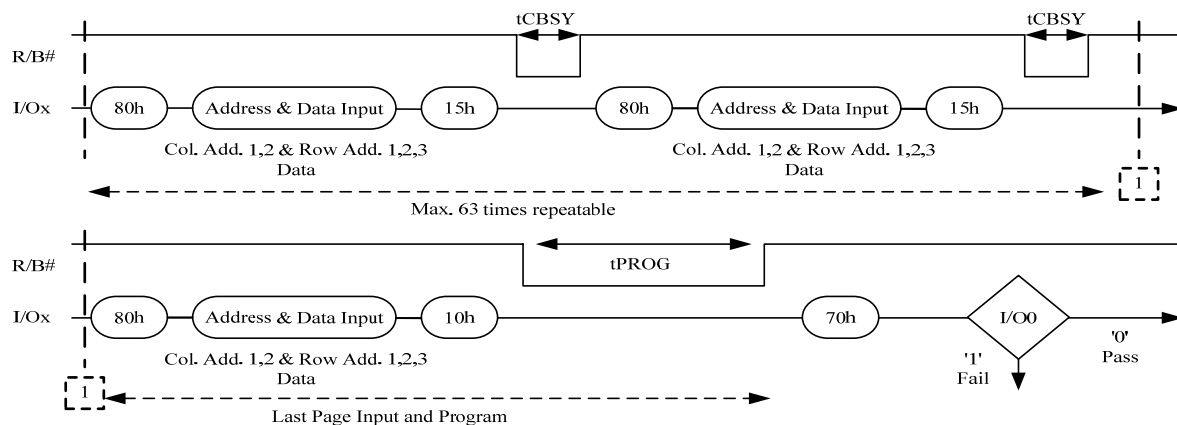 tCBSY tCBSY
R/B#
I/Ox 80h Address & Data Input 15h 80h Address & Data Input 15h
Col. Add. 1,2 & Row Add. 1,2,3 Col. Add. 1,2 & Row Add. 1,2,3
Data Data
1
Max. 63 times repeatable
R/B#
tPROG
I/Ox 80h Address & Data Input 10h 70h I/O0
'0'
Pass
'1'
Fail
Col. Add. 1,2 & Row Add. 1,2,3
Data
1
Last Page Input and Program